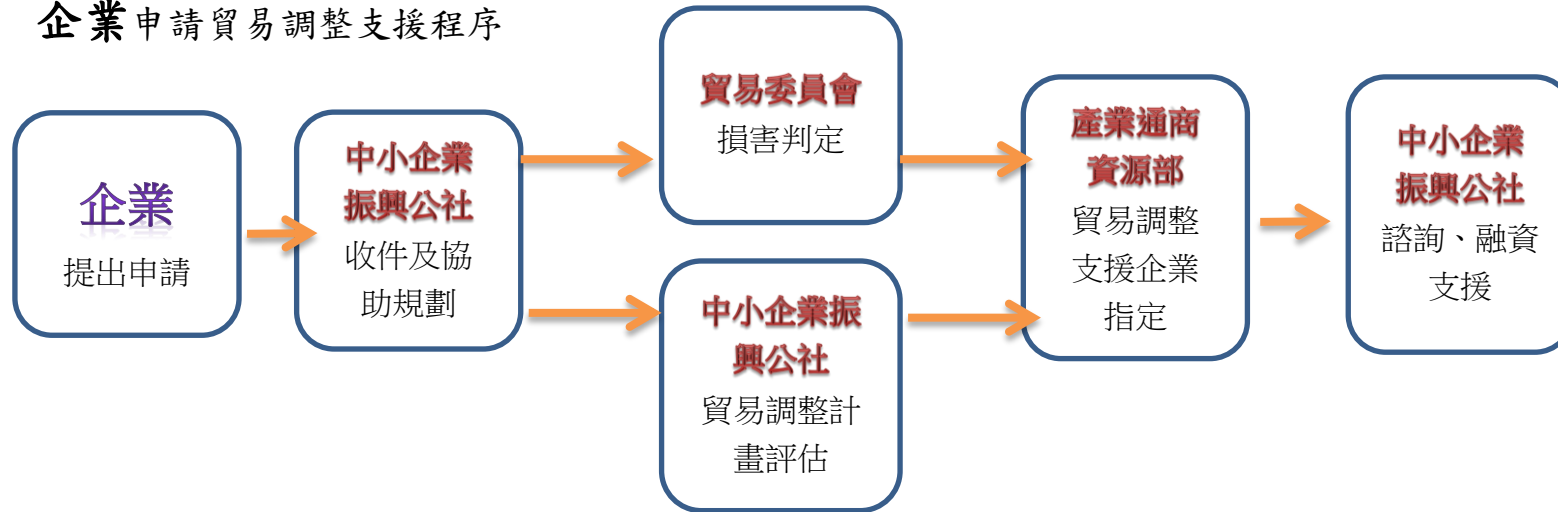 企業申請貿易調整支援程序
企業
提出申請
中小企業
振興公社
收件及協
助規劃
貿易委員會
損害判定
中小企業振
興公社
貿易調整計
畫評估
產業通商
資源部
貿易調整
支援企業
指定
中小企業
振興公社
諮詢、融資
支援